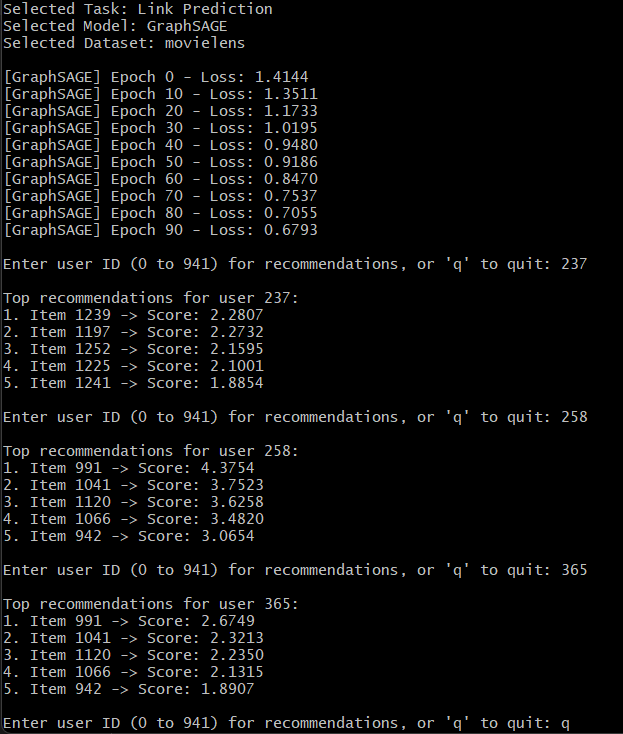 Selected Task: Link Prediction
Selected Model: GraphSAGE
Selected Dataset: movielens
[GraphSAGE] Epoch 0 - Loss: 1.4144
[GraphSAGE] Epoch 10 - Loss: 1.3511
[GraphSAGE] Epoch 20 - Loss: 1.1733
[GraphSAGE] Epoch 30 - Loss: 1.0195
[GraphSAGE] Epoch 40 - Loss: 0.9480
[GraphSAGE] Epoch 50 - Loss: 0.9186
[GraphSAGE] Epoch 60 - Loss: 0.8470
[GraphSAGE] Epoch 70 - Loss: 0.7537
[GraphSAGE] Epoch 80 - Loss: 0.7055
[GraphSAGE] Epoch 90 - Loss: 0.6793
Enter user ID (0 to 941) for recommendations, or 'q' to quit: 237
Top recommendations for user 237:
1. Item 1239 -> Score: 2.2807
2. Item 1197 -> Score: 2.2732
3. Item 1252 -> Score: 2.1595
4. Item 1225 -> Score: 2.1001
5. Item 1241 -> Score: 1.8854
Enter user ID (0 to 941) for recommendations, or 'q' to quit: 258
Top recommendations for user 258:
1. Item 991 -> Score: 4.3754
2. Item 1041 -> Score: 3.7523
3. Item 1120 -> Score: 3.6258
4. Item 1066 -> Score: 3.4820
5. Item 942 -> Score: 3.0654
Enter user ID (0 to 941) for recommendations, or 'q' to quit: 365
Top recommendations for user 365:
1. Item 991 -> Score: 2.6749
2. Item 1041 -> Score: 2.3213
3. Item 1120 -> Score: 2.2350
4. Item 1066 -> Score: 2.1315
5. Item 942 -> Score: 1.8907
Enter user ID (0 to 941) for recommendations, or 'q' to quit: q